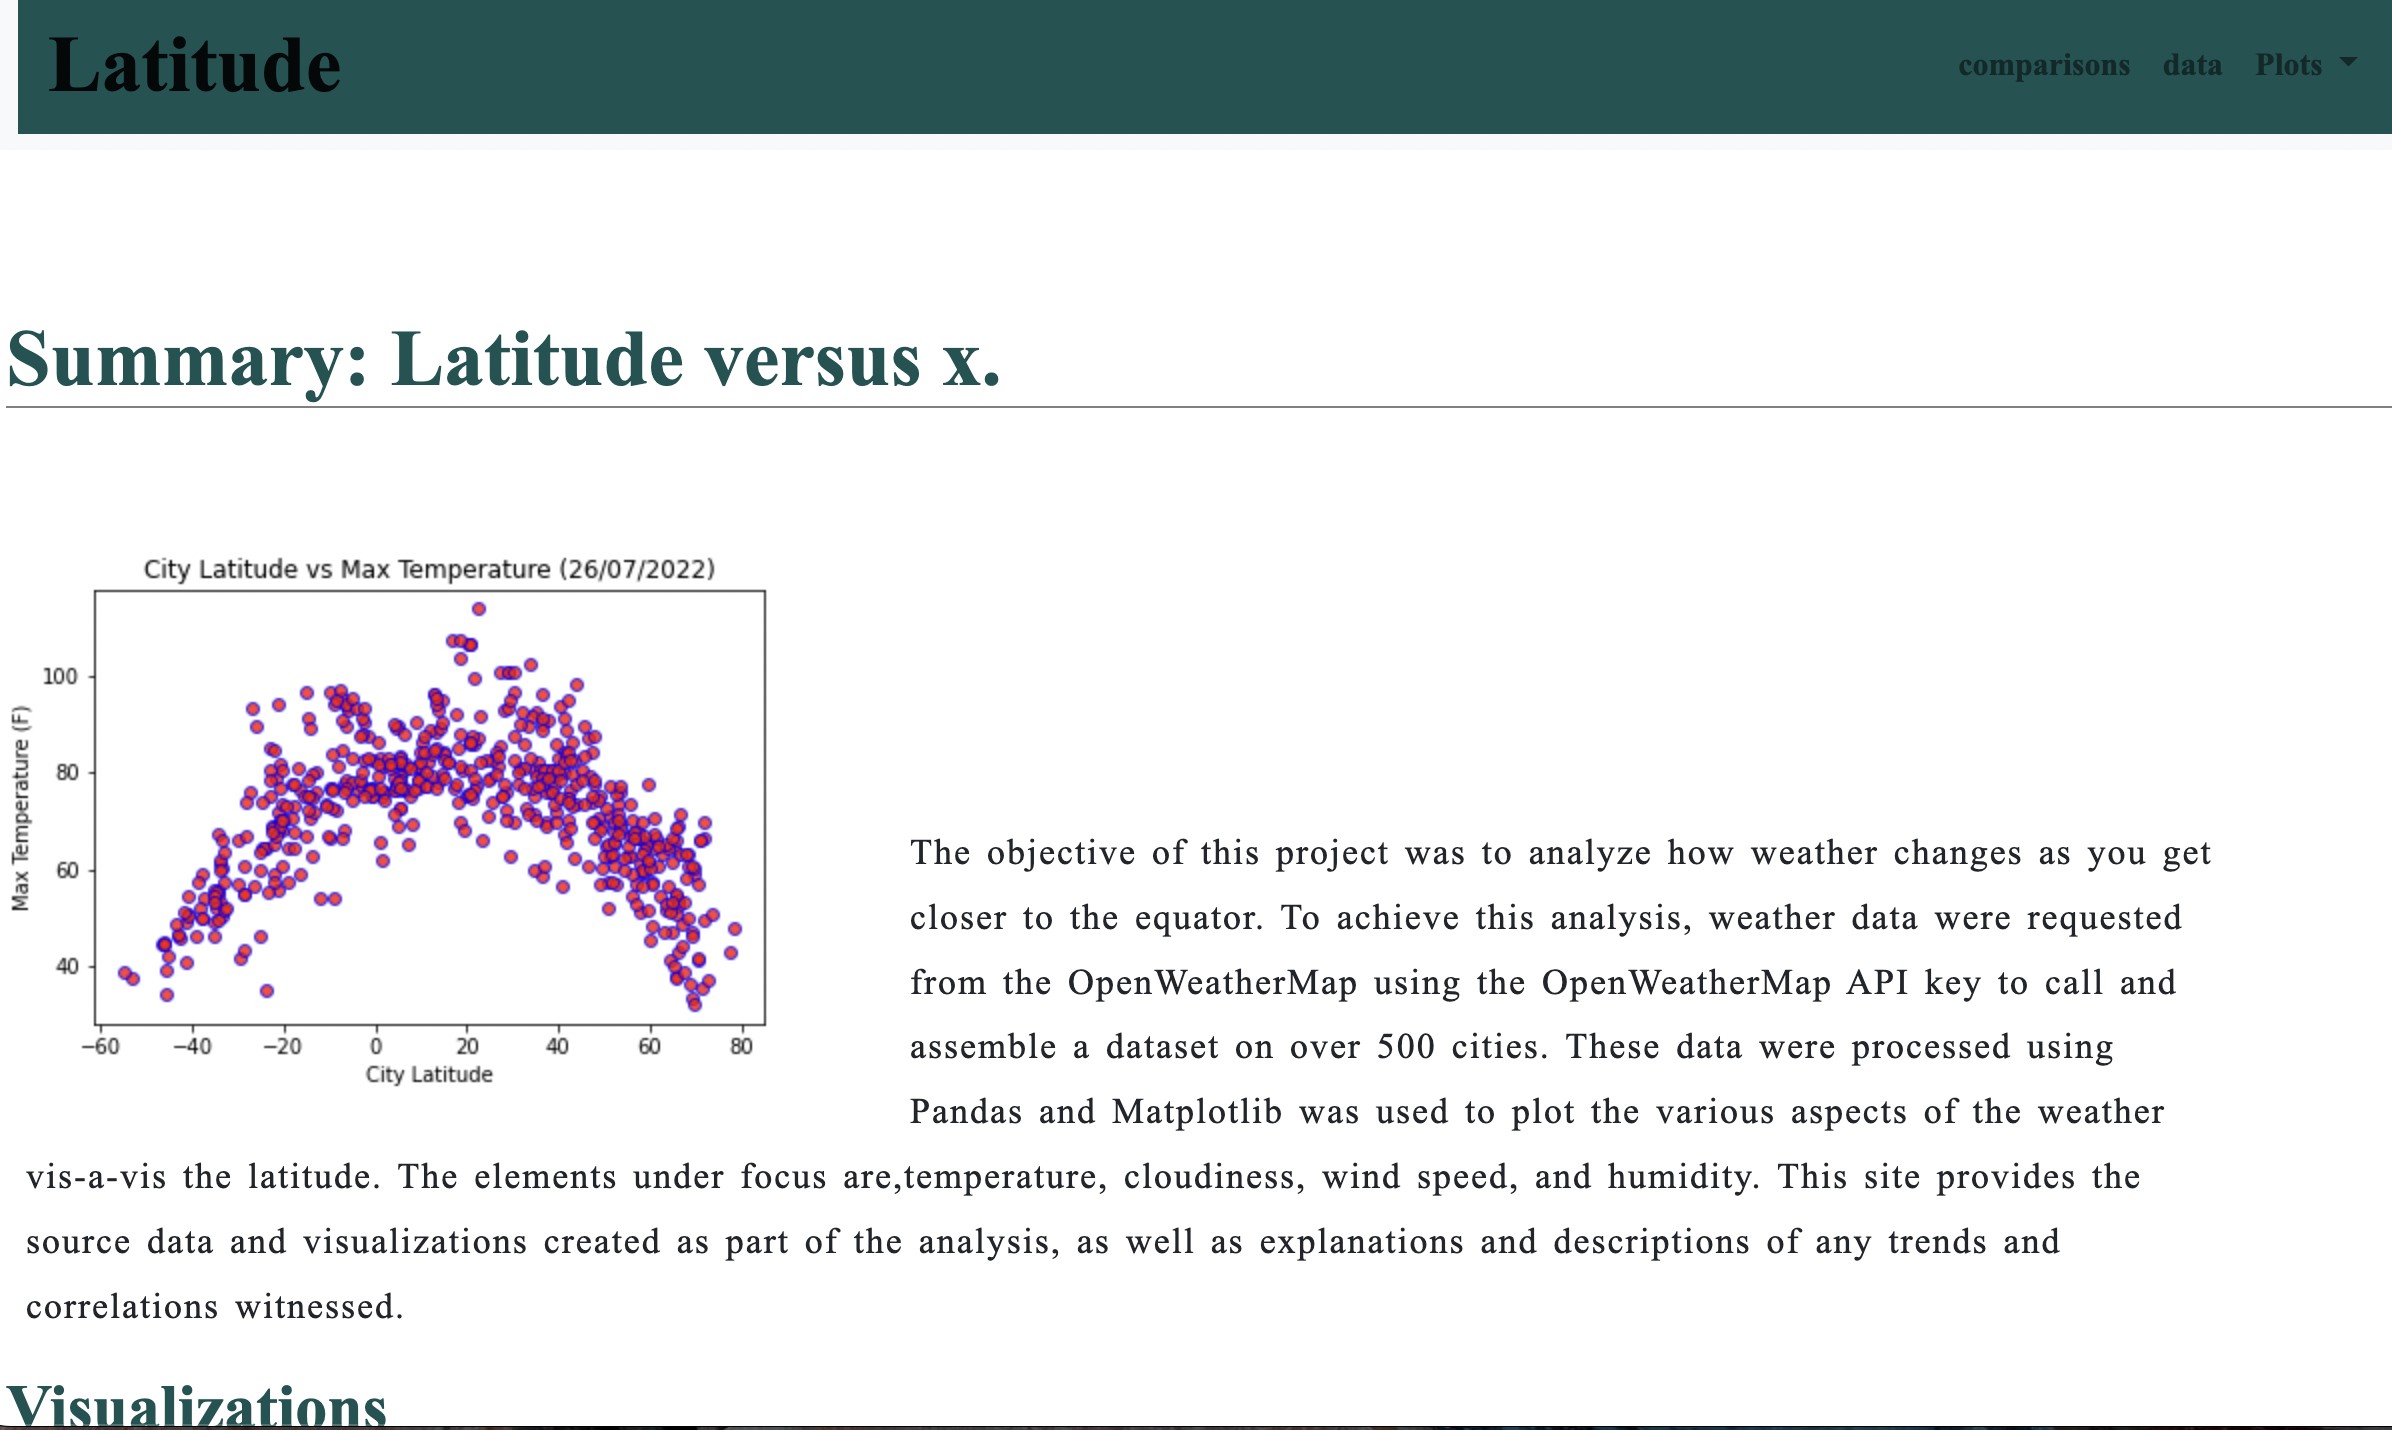 Latitude
comparisons data Plots
Summary: Latitude versus x.
City Latitude vs Max Temperature (26/07/2022)
Max Temperature (F)
100
80
60
40
−60 −40 −20 0 20 40 60 80
City Latitude
The objective of this project was to analyze how weather changes as you get
closer to the equator. To achieve this analysis, weather data were requested
from the OpenWeatherMap using the OpenWeatherMap API key to call and
assemble a dataset on over 500 cities. These data were processed using
Pandas and Matplotlib was used to plot the various aspects of the weather
vis-a-vis the latitude. The elements under focus are,temperature, cloudiness, wind speed, and humidity. This site provides the
source data and visualizations created as part of the analysis, as well as explanations and descriptions of any trends and
correlations witnessed.
Visualizations